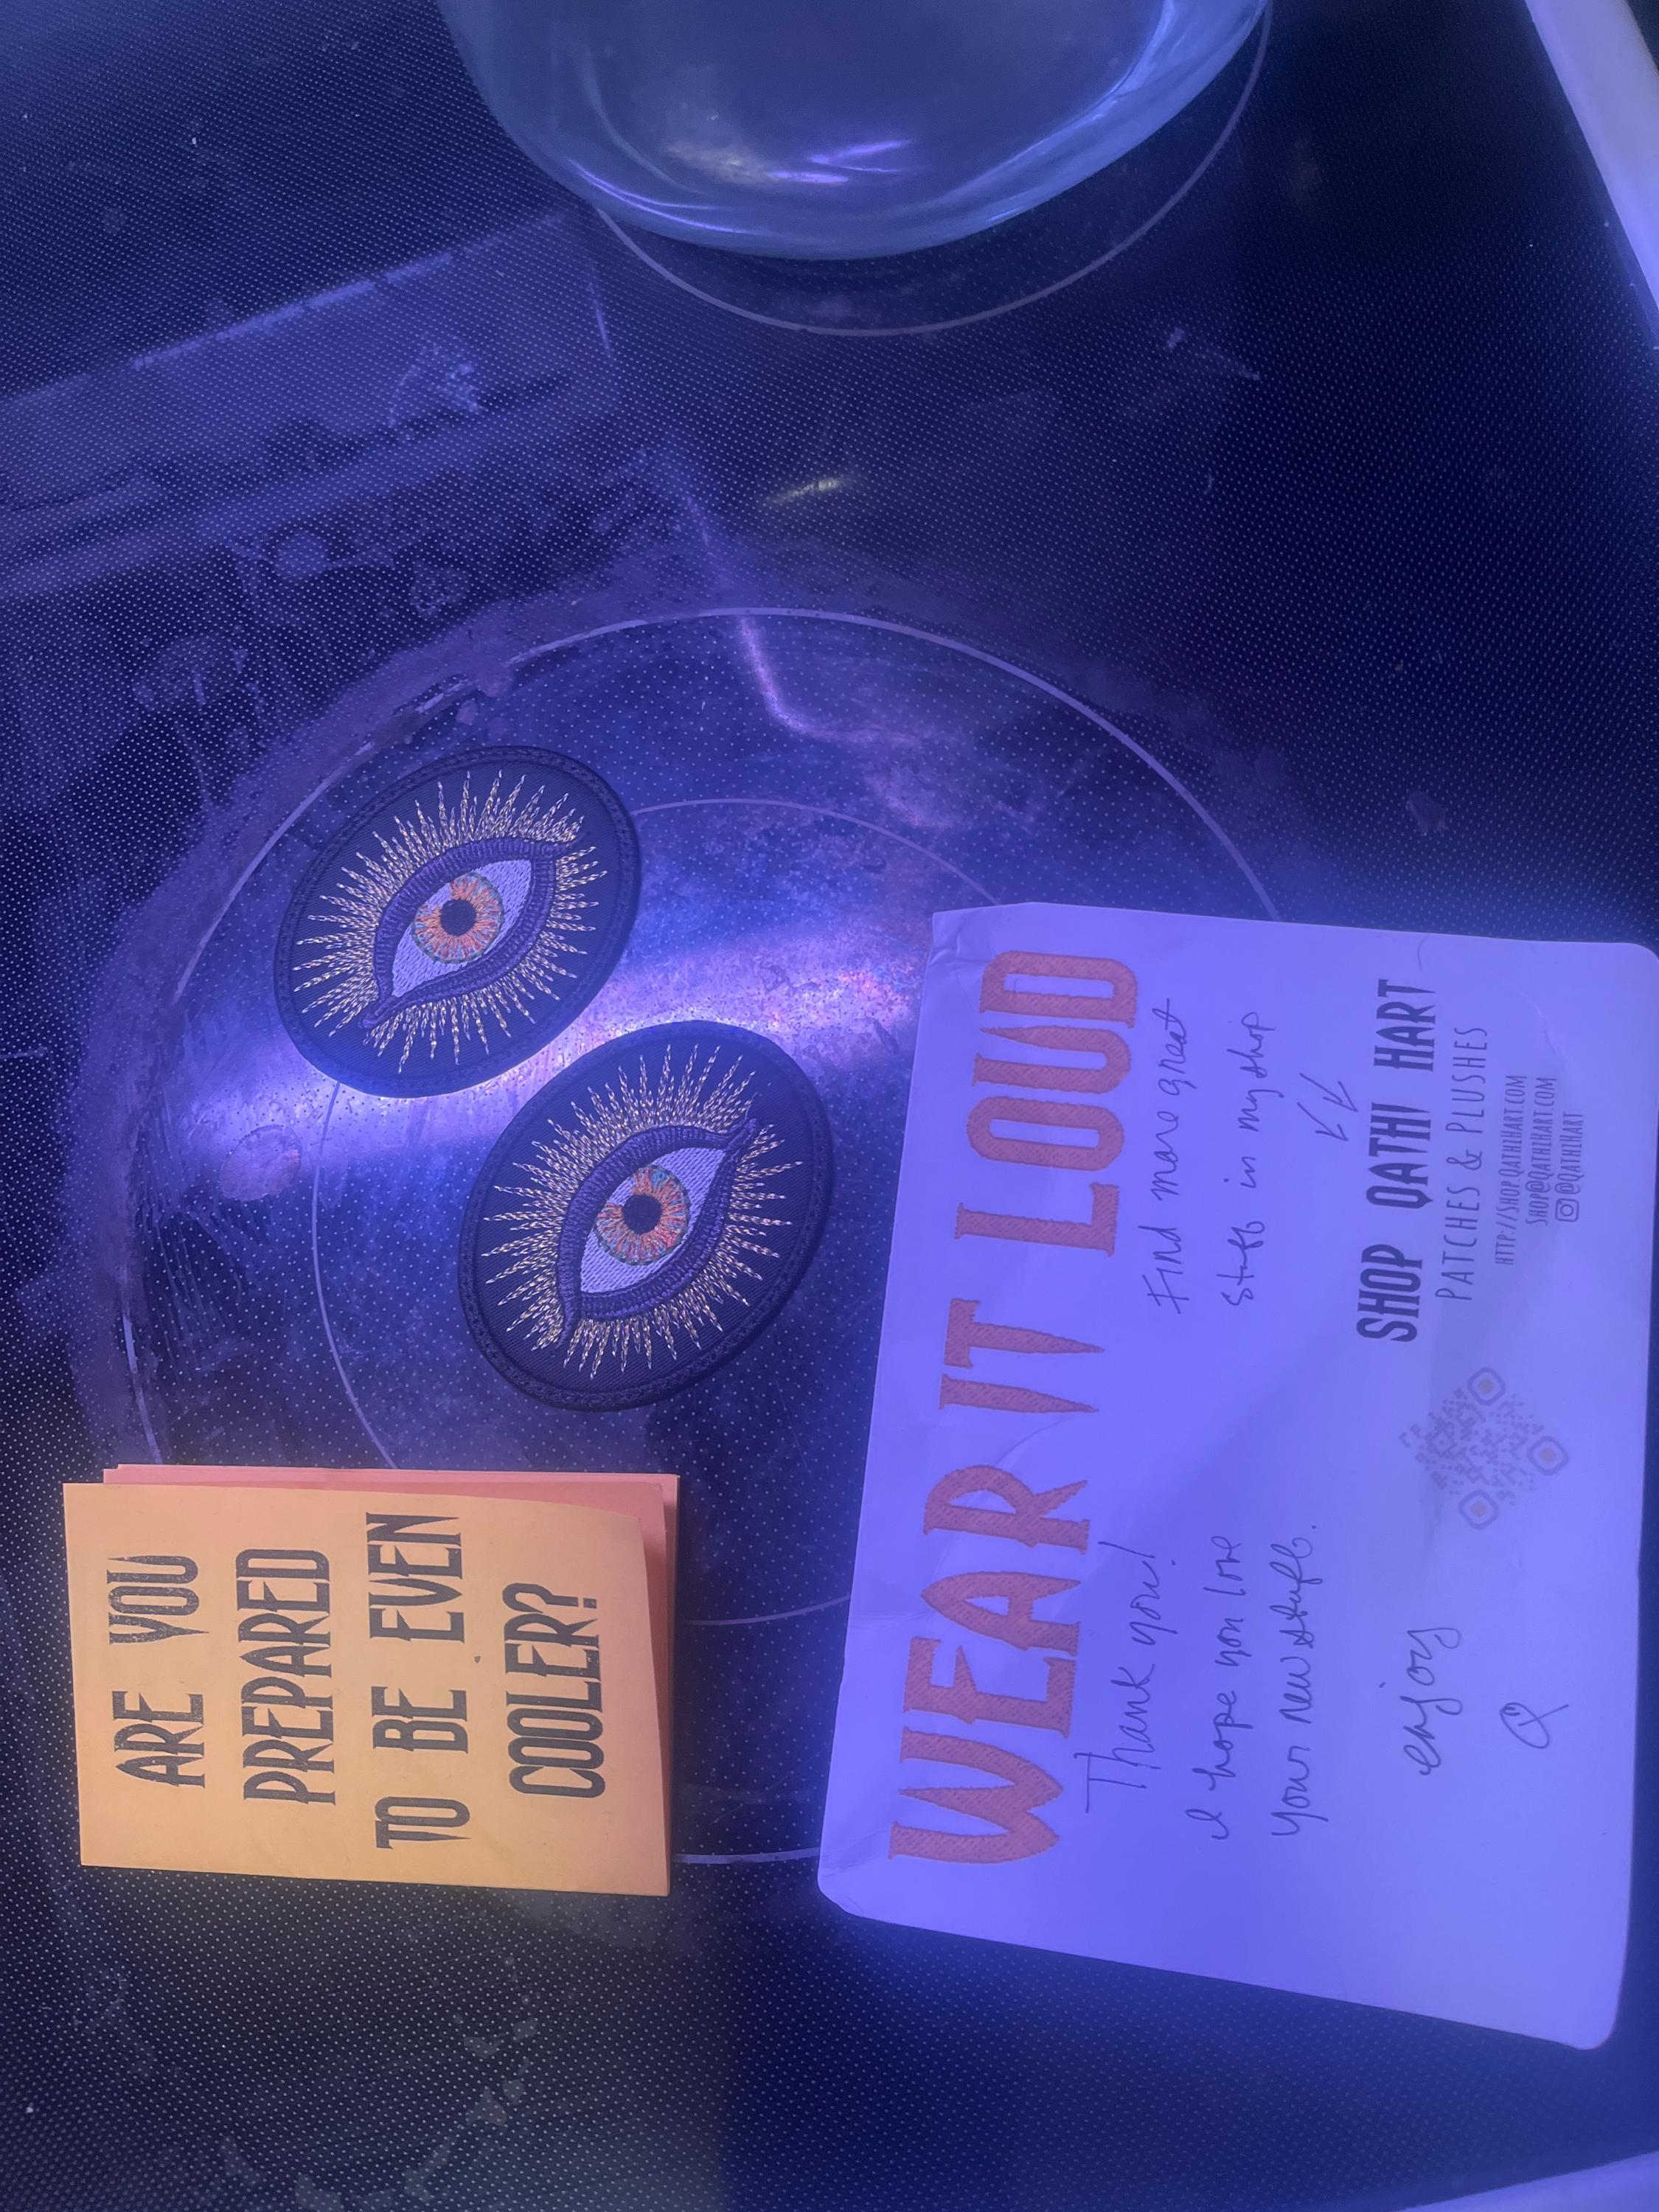 ARE YOU
PREPARED
TO BE EVEN
COOLER?
WEAR IT LOUD
Thank you!
I hope you love
your new stuff.
enjoy
Q
Find more great
stuff in my shop
SHOP QATHI HART
PATCHES & PLUSHES
HTTP://SHOP.QATHIHART.COM
SHOP@QATHIHART.COM
@QATHIHART